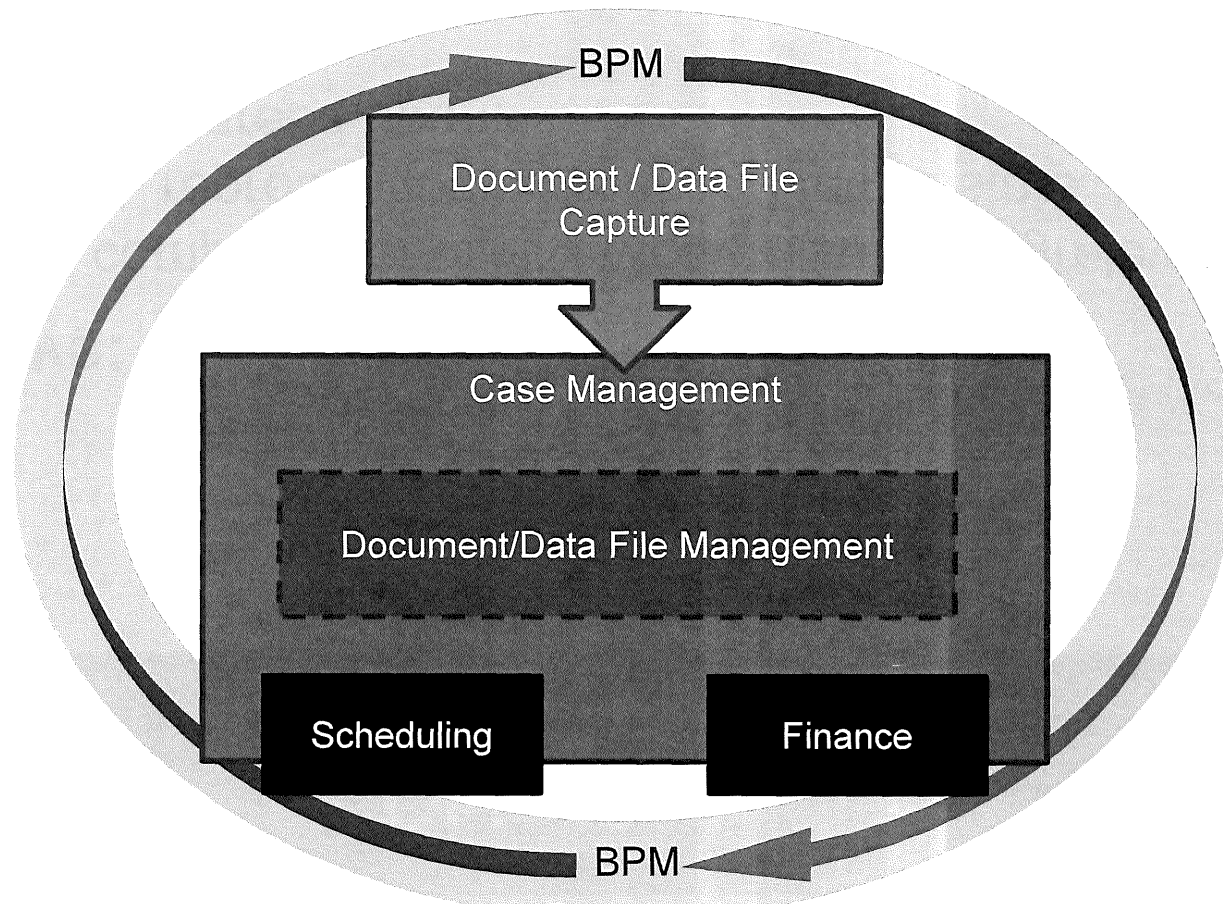 BPM
Document / Data File
Capture
Case Management
Document/Data File Management
Scheduling
Finance
BPM